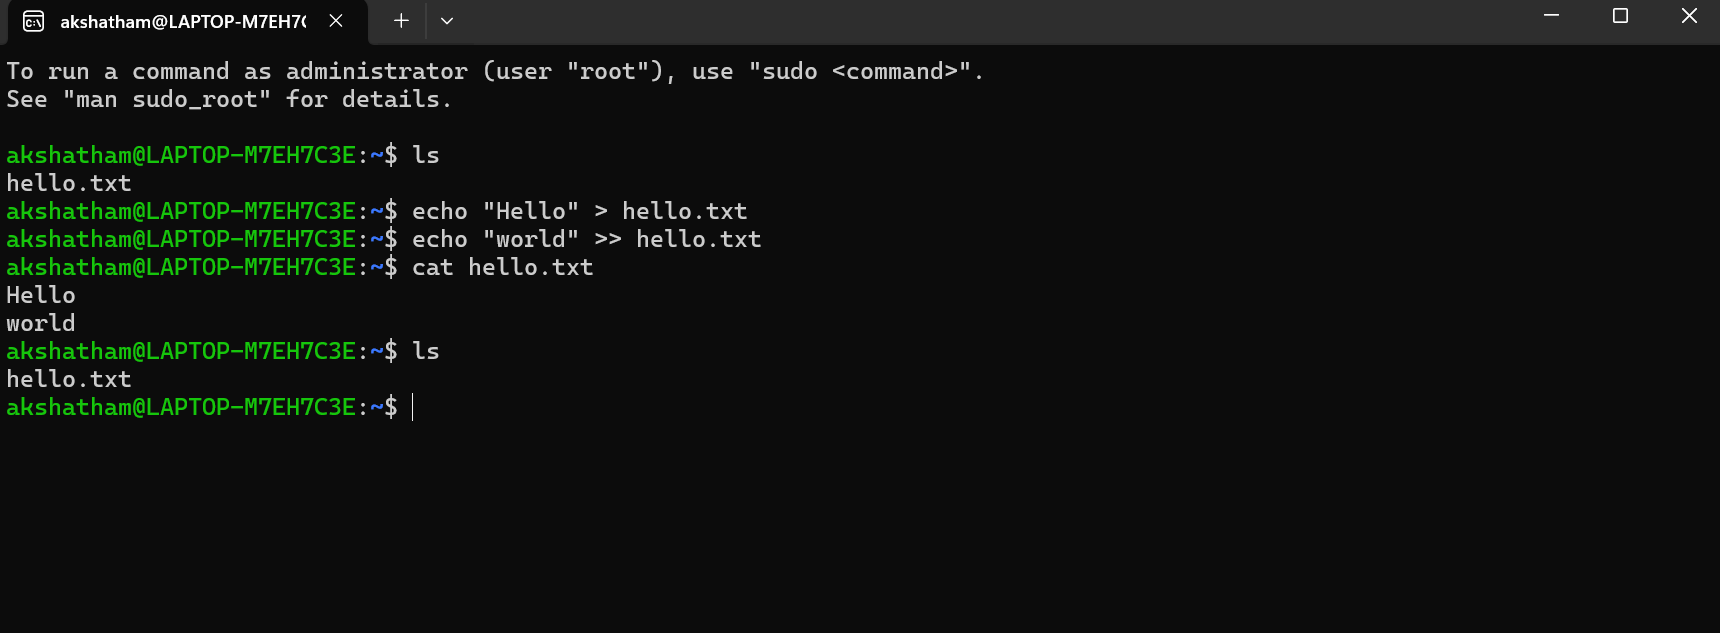 akshatham@LAPTOP-M7EH7C
To run a command as administrator (user "root"), use "sudo <command>".
See "man sudo_root" for details.
akshatham@LAPTOP-M7EH7C3E:~$ ls
hello.txt
akshatham@LAPTOP-M7EH7C3E:~$ echo "Hello" > hello.txt
akshatham@LAPTOP-M7EH7C3E:~$ echo "world" >> hello.txt
akshatham@LAPTOP-M7EH7C3E:~$ cat hello.txt
Hello
world
akshatham@LAPTOP-M7EH7C3E:~$ ls
hello.txt
akshatham@LAPTOP-M7EH7C3E:~$